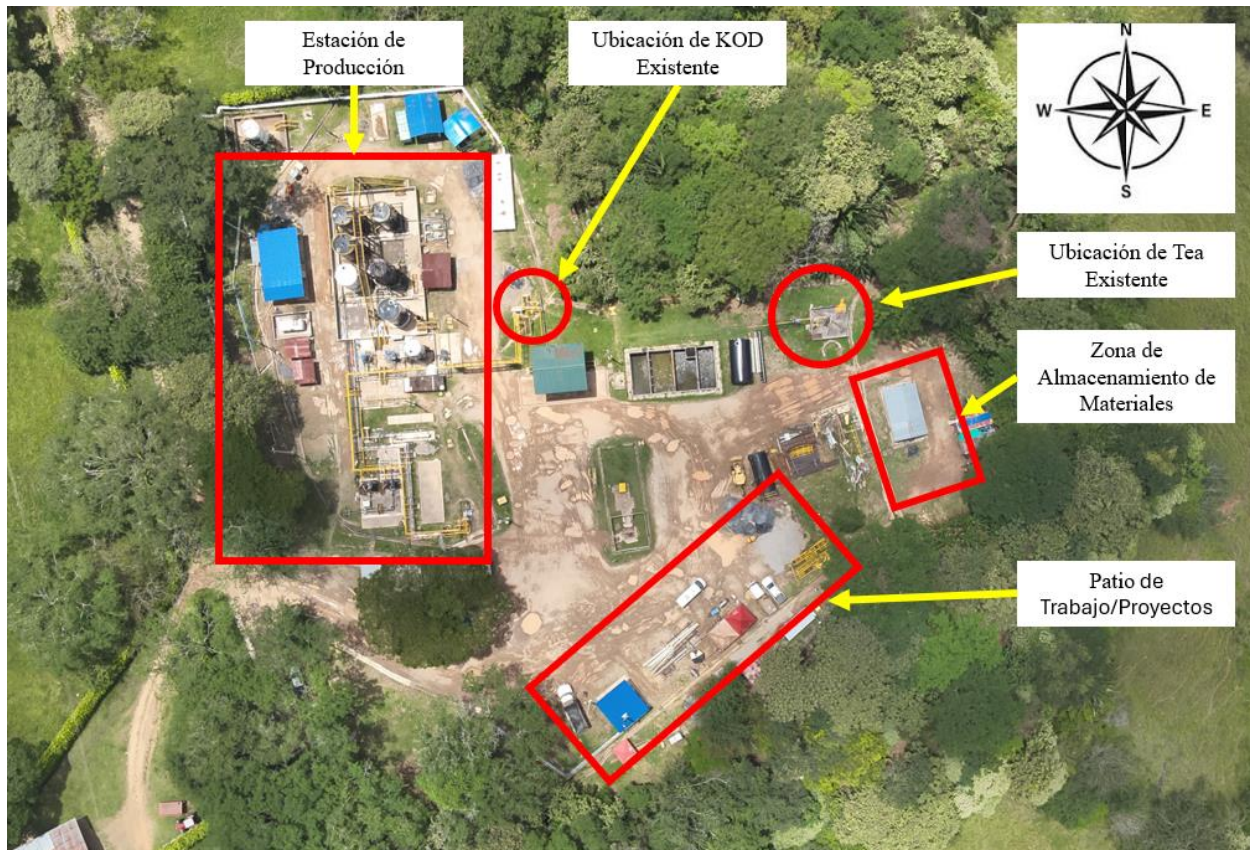 Estación de
Producción
Ubicación de KOD
Existente
N
W
E
S
Ubicación de Tea
Existente
Zona de
Almacenamiento de
Materiales
Patio de
Trabajo/Proyectos